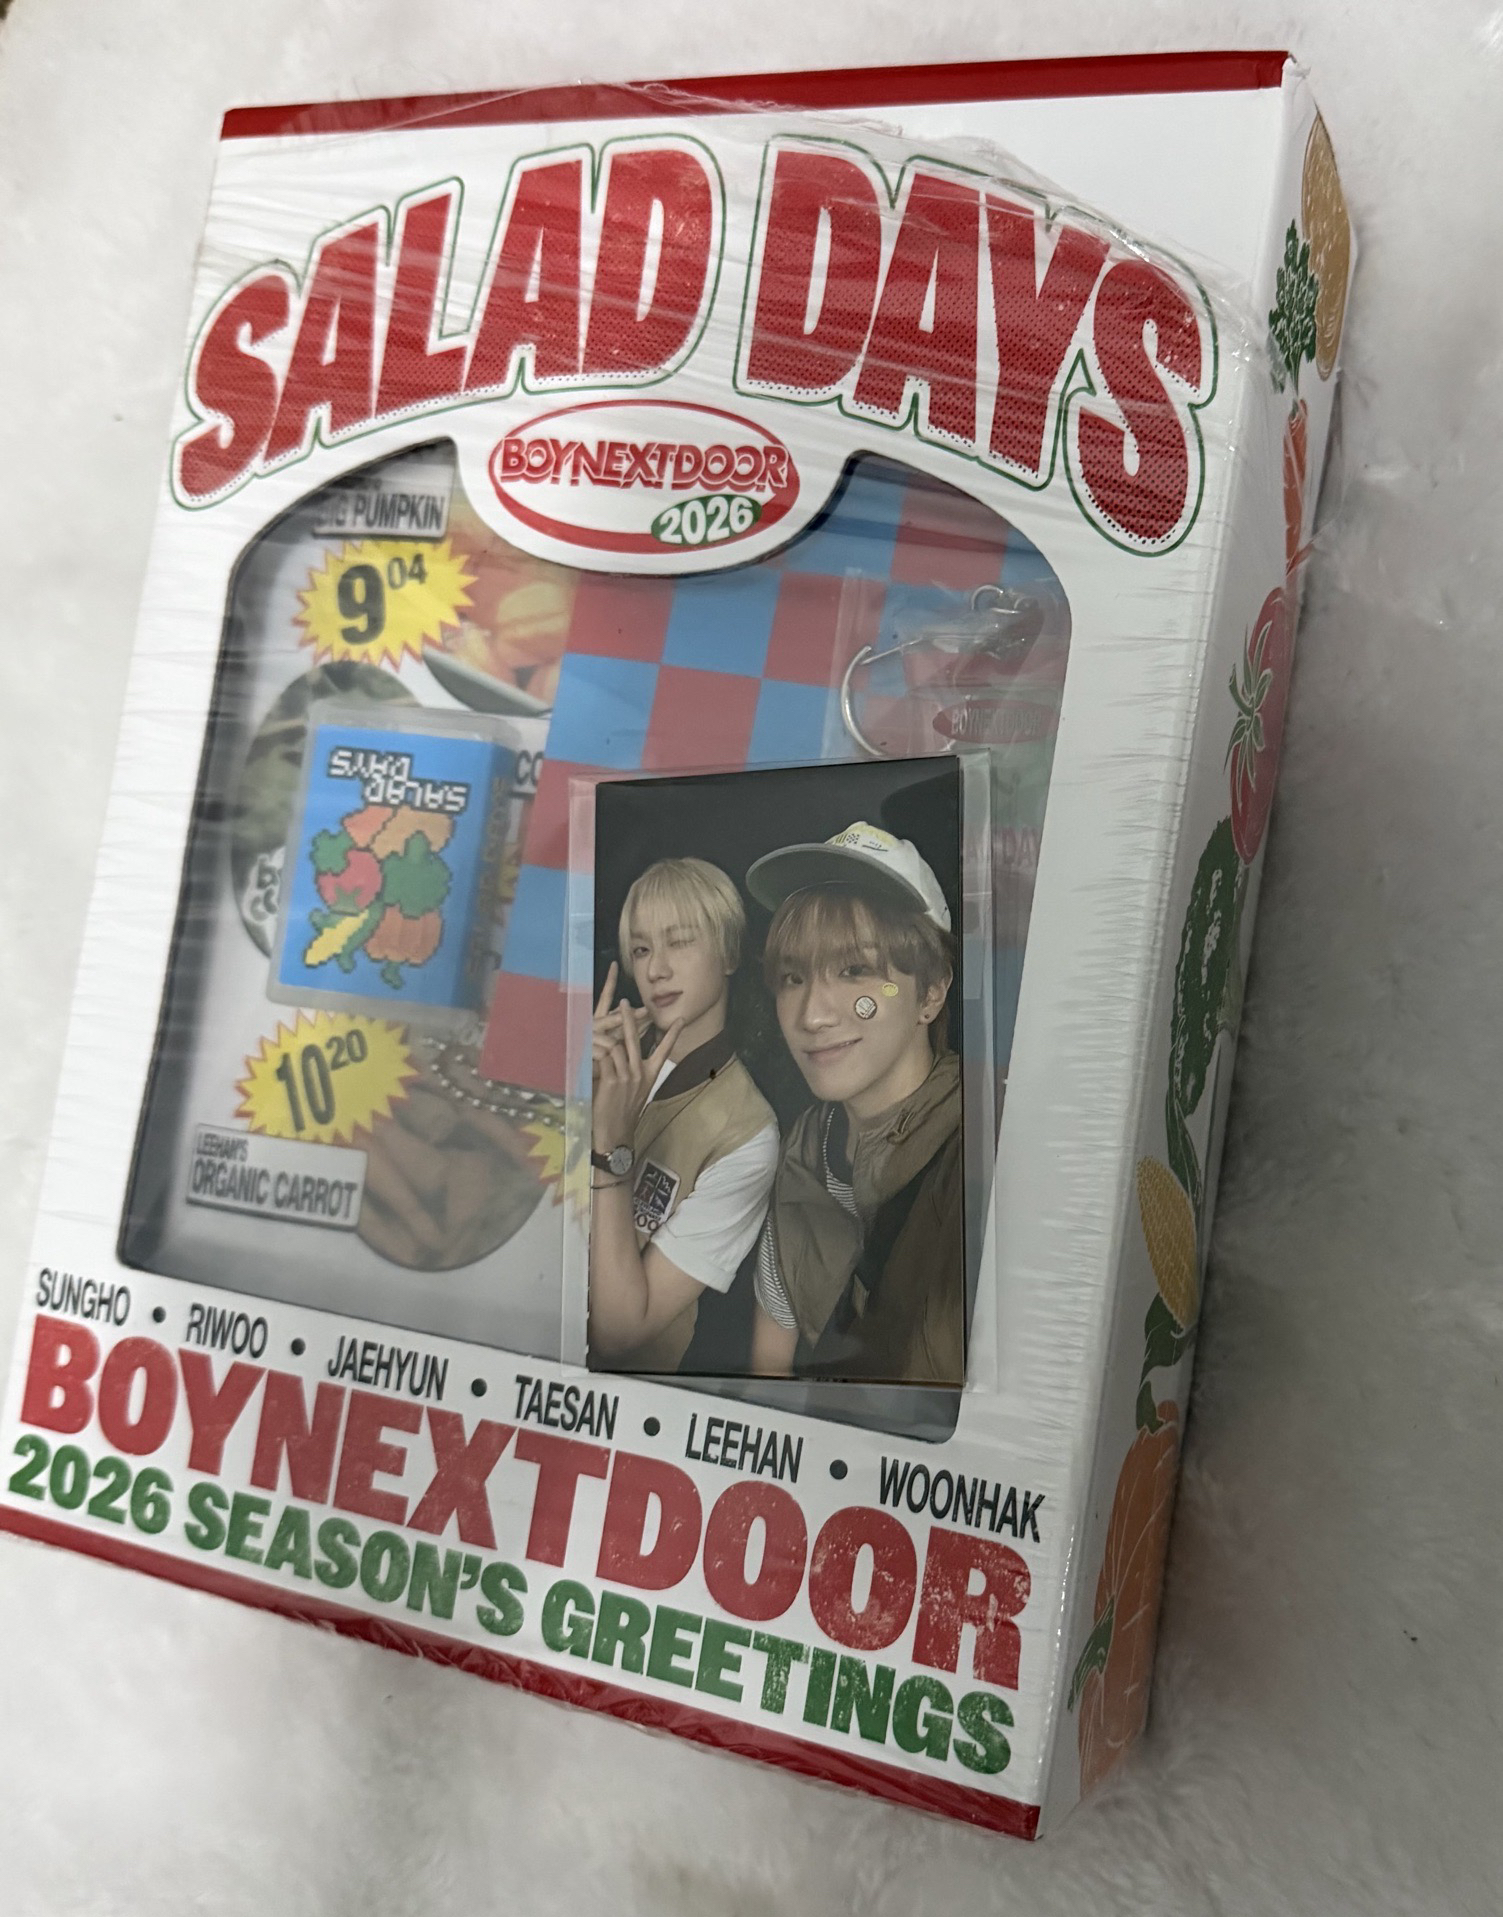 SALAD DAYS
BOYNEXTDOOR
2026
BIG PUMPKIN
9 04
SALAD
DAYS
BOYNEXTDOOR
10 20
LEEHAN'S
ORGANIC CARROT
SUNGHO • RIWOO • JAEHYUN • TAESAN • LEEHAN • WOONHAK
BOYNEXTDOOR
2026 SEASON'S GREETINGS